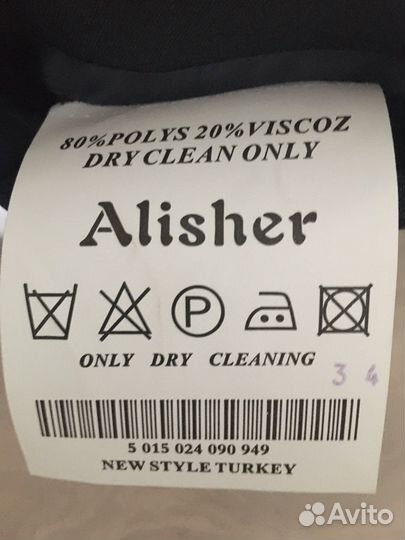 80%POLYS 20%VISCOZ
DRY CLEAN ONLY
Alisher
P
ONLY DRY CLEANING
3 4
5 015 024 090 949
NEW STYLE TURKEY
Avito